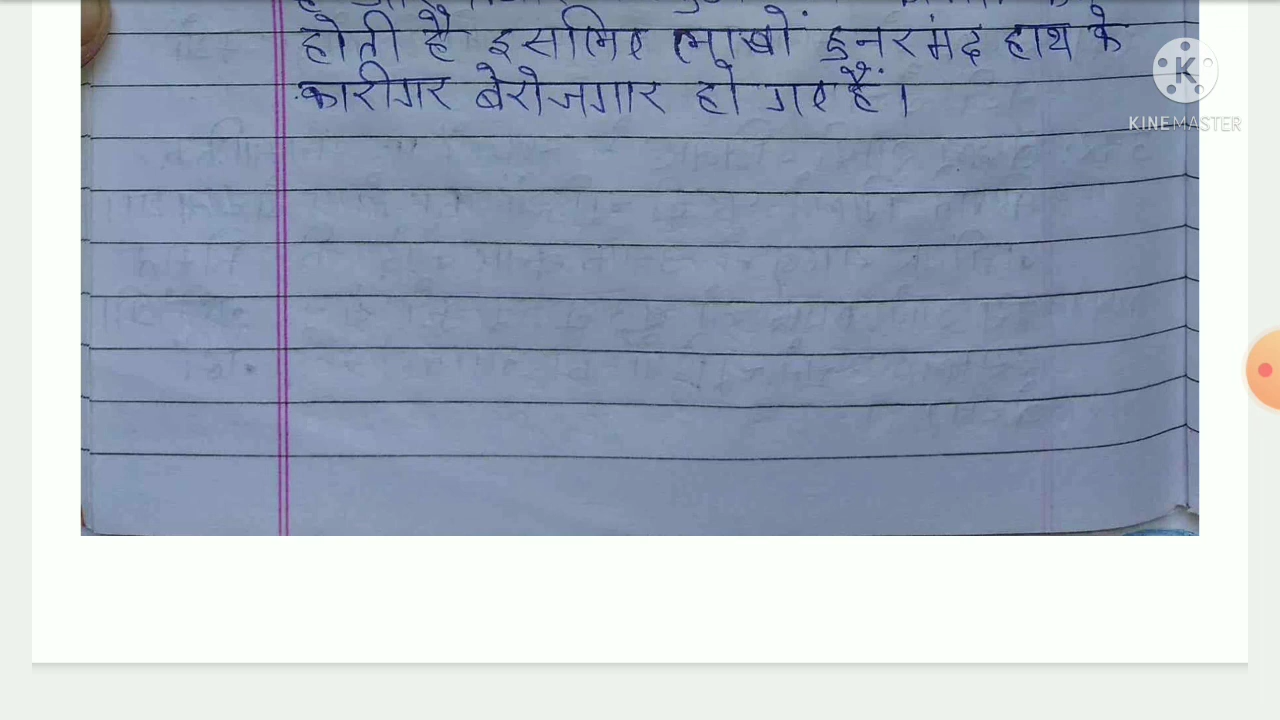 होती है इसलिए लाखों हुनरमंद हाथ के
कारीगर बेरोजगार हो गए हैं।
K
KINEMASTER